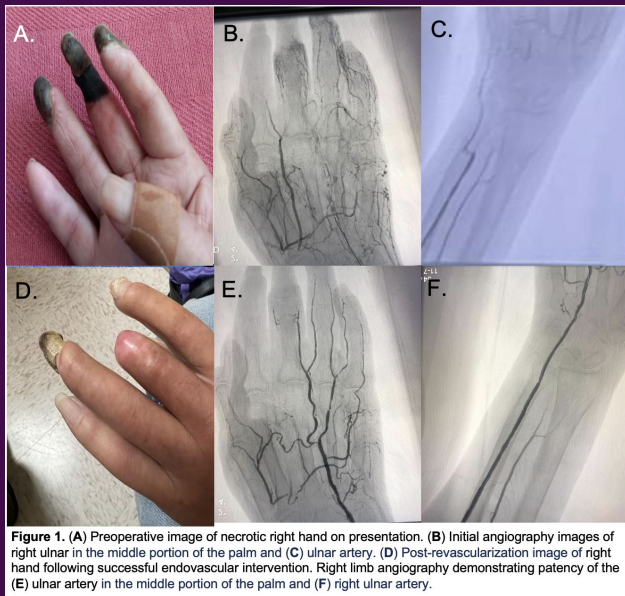 A.
B.
C.
D.
E.
F.
Figure 1. (A) Preoperative image of necrotic right hand on presentation. (B) Initial angiography images of
right ulnar in the middle portion of the palm and (C) ulnar artery. (D) Post-revascularization image of right
hand following successful endovascular intervention. Right limb angiography demonstrating patency of the
(E) ulnar artery in the middle portion of the palm and (F) right ulnar artery.